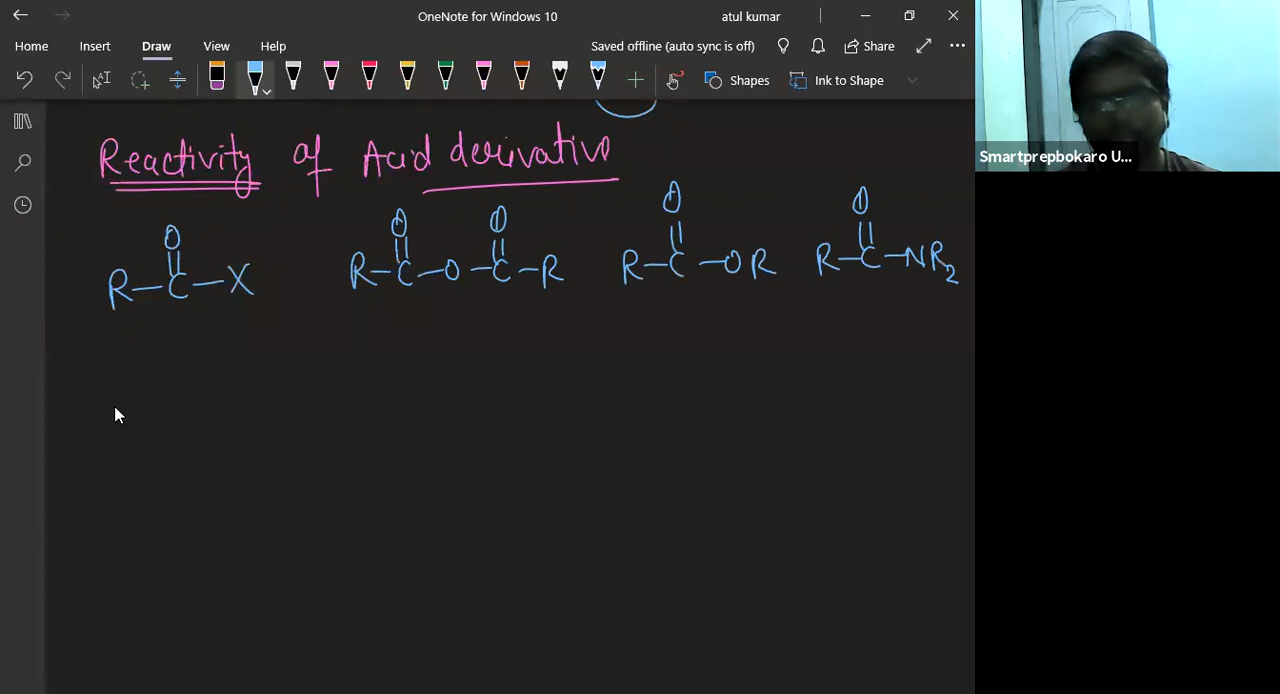 OneNote for Windows 10
atul kumar
Home Insert Draw View Help
Saved offline (auto sync is off)
Share
Shapes
Ink to Shape
Smartprepbokaro U...
Reactivity of Acid derivative
O O O O O
R–C–X R–C–O–C–R R–C–OR R–C–NR2